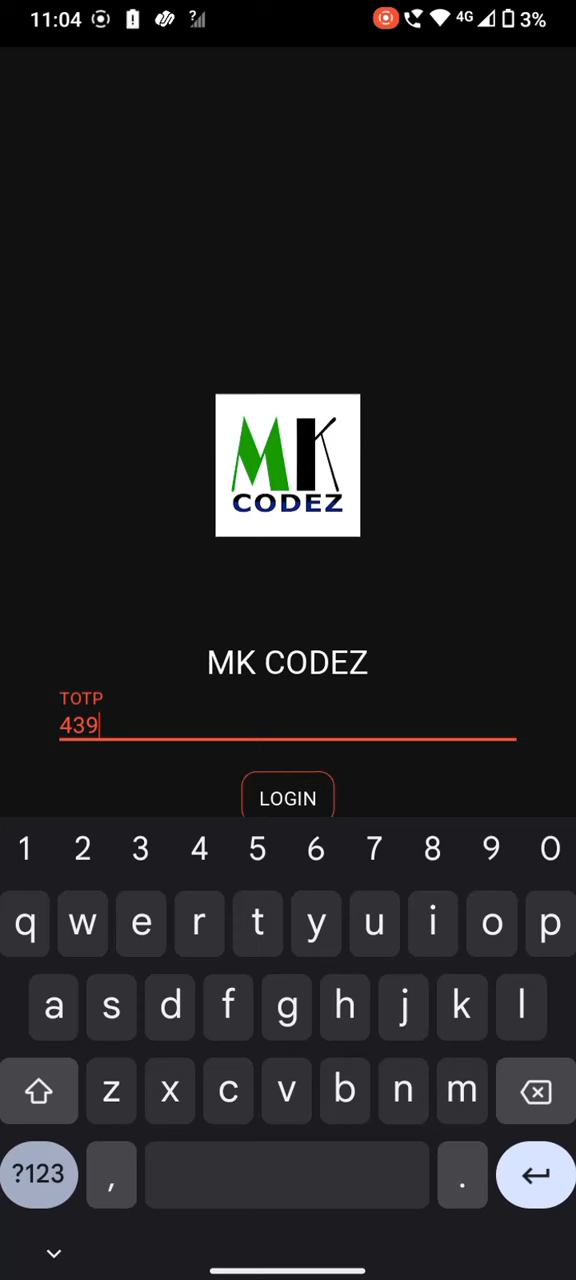 11:04 ? 4G 3%
MK
CODEZ
MK CODEZ
TOTP
439
LOGIN
1 2 3 4 5 6 7 8 9 0
q w e r t y u i o p
a s d f g h j k l
z x c v b n m
?123 , .